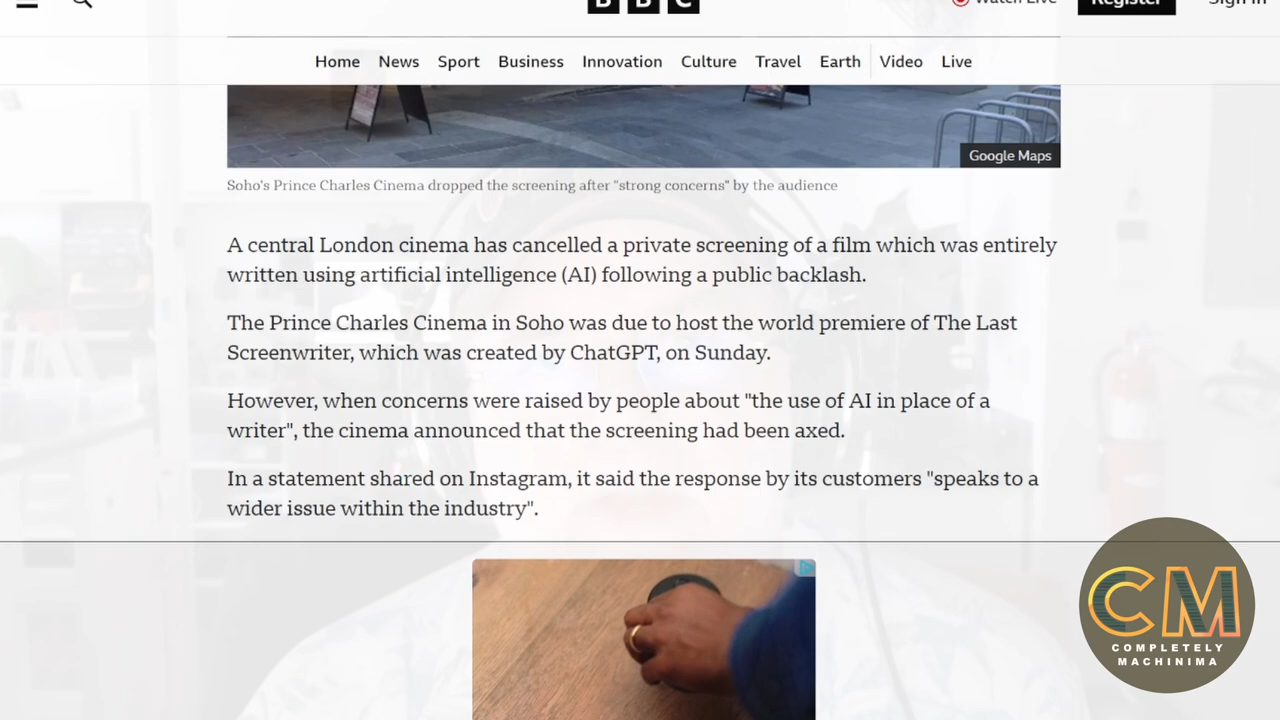 BBC
Watch Live
Register
Sign In
Home News Sport Business Innovation Culture Travel Earth Video Live
Google Maps
Soho's Prince Charles Cinema dropped the screening after "strong concerns" by the audience
A central London cinema has cancelled a private screening of a film which was entirely
written using artificial intelligence (AI) following a public backlash.
The Prince Charles Cinema in Soho was due to host the world premiere of The Last
Screenwriter, which was created by ChatGPT, on Sunday.
However, when concerns were raised by people about "the use of AI in place of a
writer", the cinema announced that the screening had been axed.
In a statement shared on Instagram, it said the response by its customers "speaks to a
wider issue within the industry".
CM
COMPLETELY
MACHINIMA